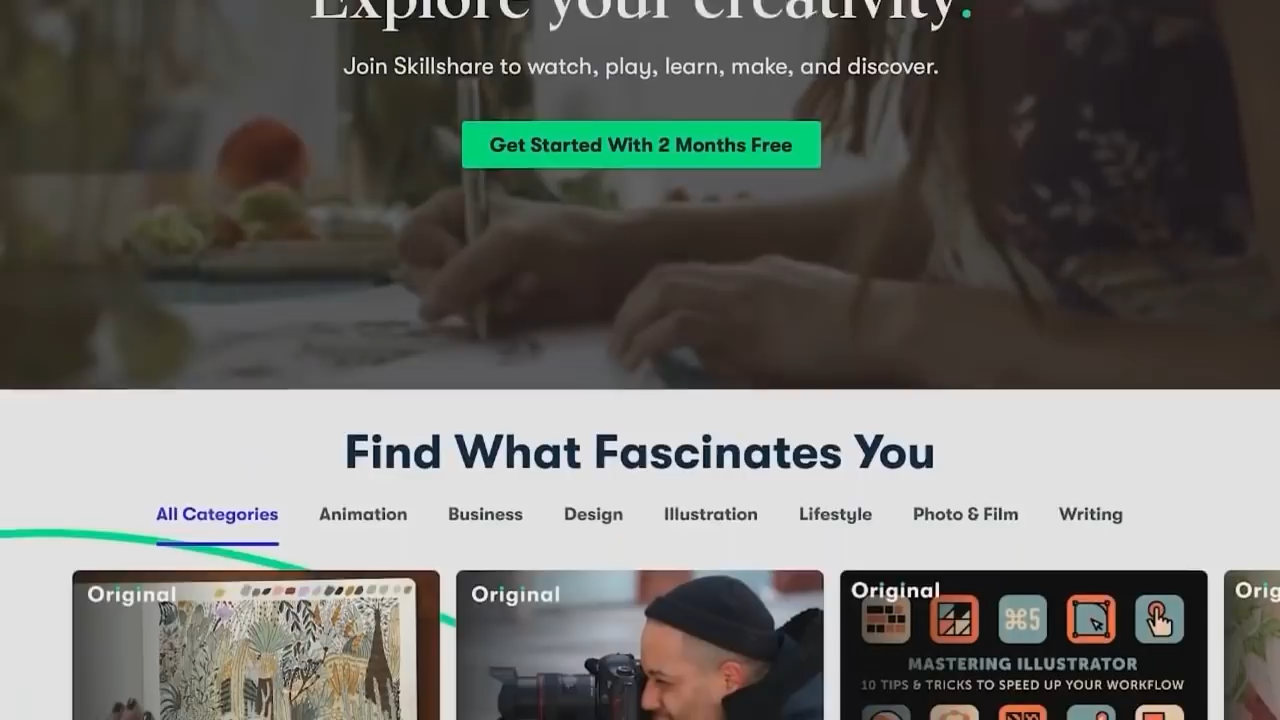 Explore your creativity.
Join Skillshare to watch, play, learn, make, and discover.
Get Started With 2 Months Free
Find What Fascinates You
All Categories Animation Business Design Illustration Lifestyle Photo & Film Writing
Original Original Original Orig
⌘5
MASTERING ILLUSTRATOR
10 TIPS & TRICKS TO SPEED UP YOUR WORKFLOW